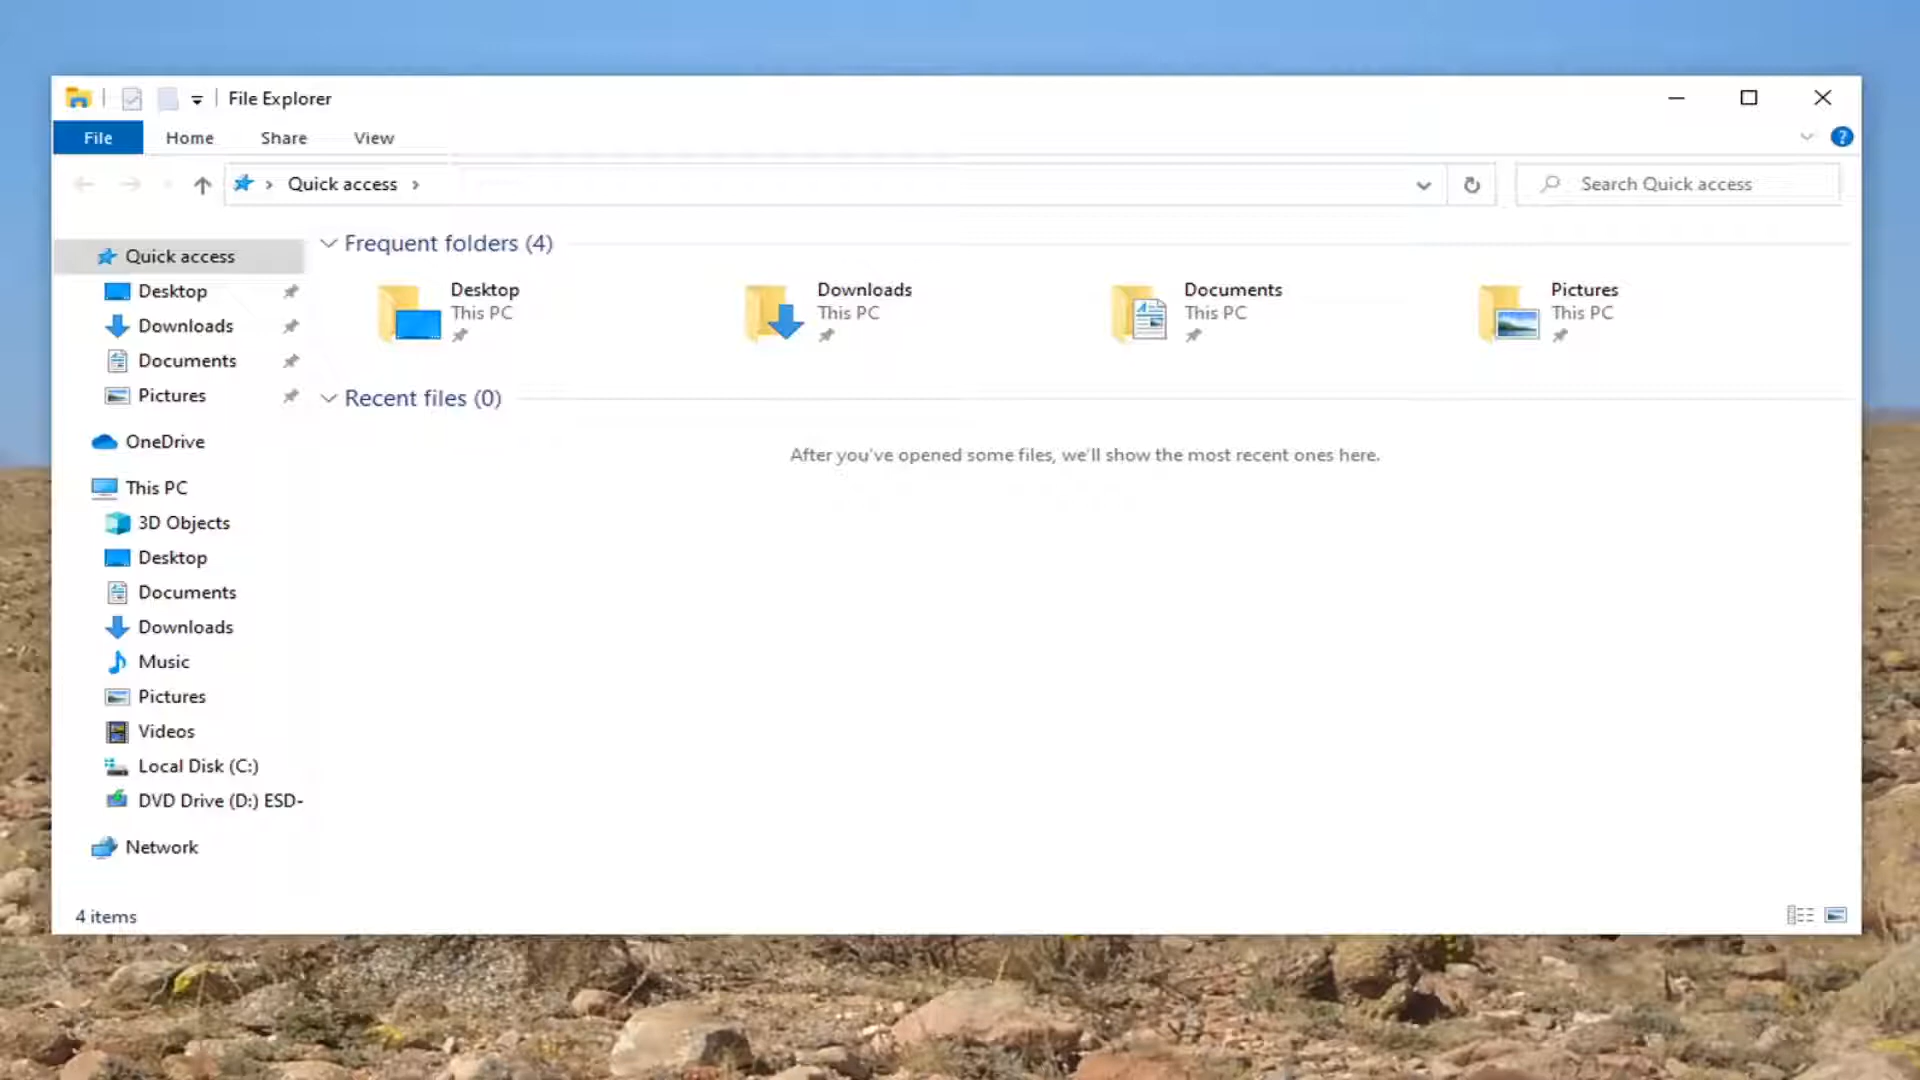 File Explorer
File Home Share View
?
Quick access
Search Quick access
Quick access
Desktop
Downloads
Documents
Pictures
OneDrive
This PC
3D Objects
Desktop
Documents
Downloads
Music
Pictures
Videos
Local Disk (C:)
DVD Drive (D:) ESD-
Network
Frequent folders (4)
Desktop
This PC
Downloads
This PC
Documents
This PC
Pictures
This PC
Recent files (0)
After you've opened some files, we'll show the most recent ones here.
4 items